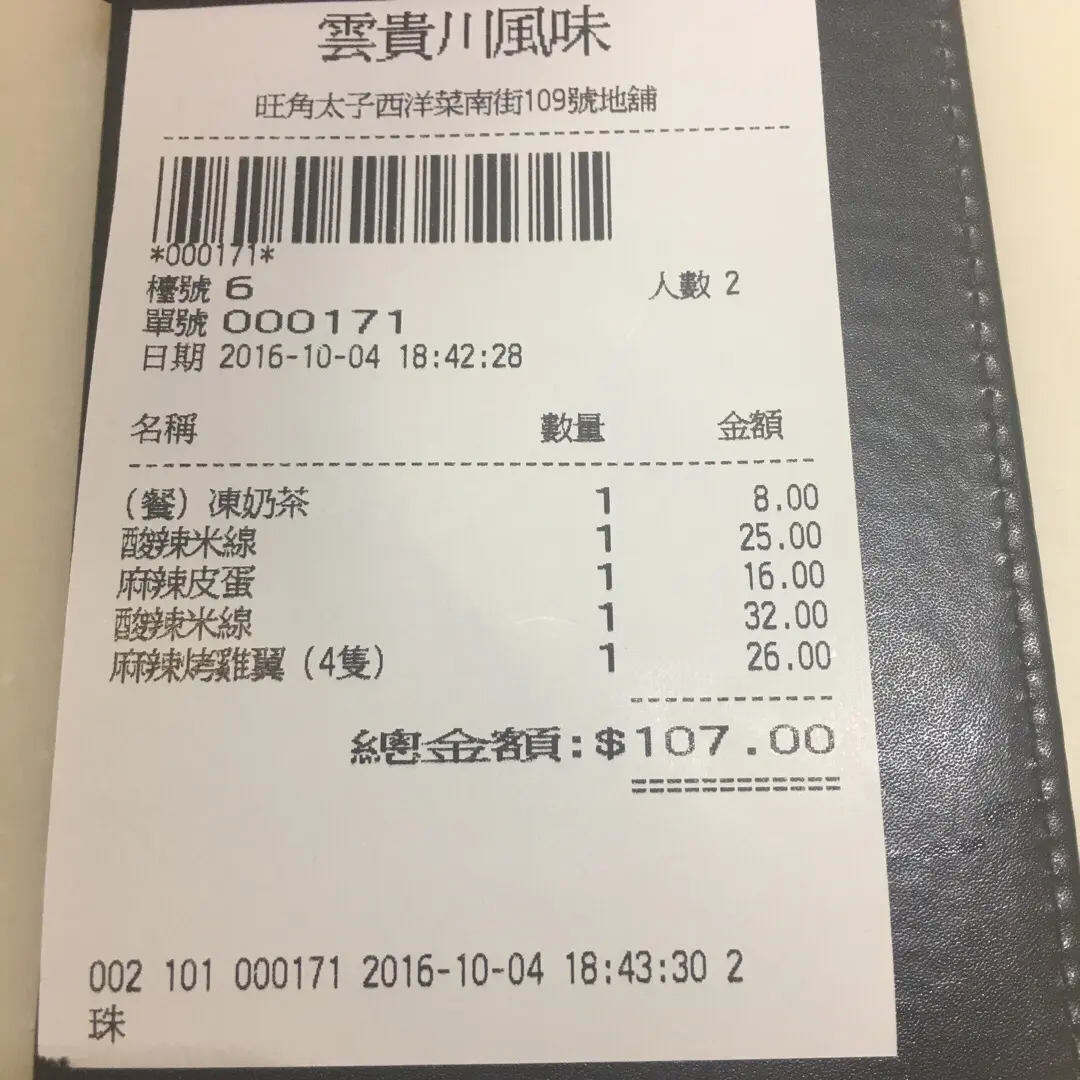 雲貴川風味
旺角太子西洋菜南街109號地舖
*000171*
檯號 6 人數 2
單號 000171
日期 2016-10-04 18:42:28
名稱 數量 金額
(餐) 凍奶茶 1 8.00
酸辣米線 1 25.00
麻辣皮蛋 1 16.00
酸辣米線 1 32.00
麻辣烤雞翼 (4隻) 1 26.00
總金額:$107.00
002 101 000171 2016-10-04 18:43:30 2
珠